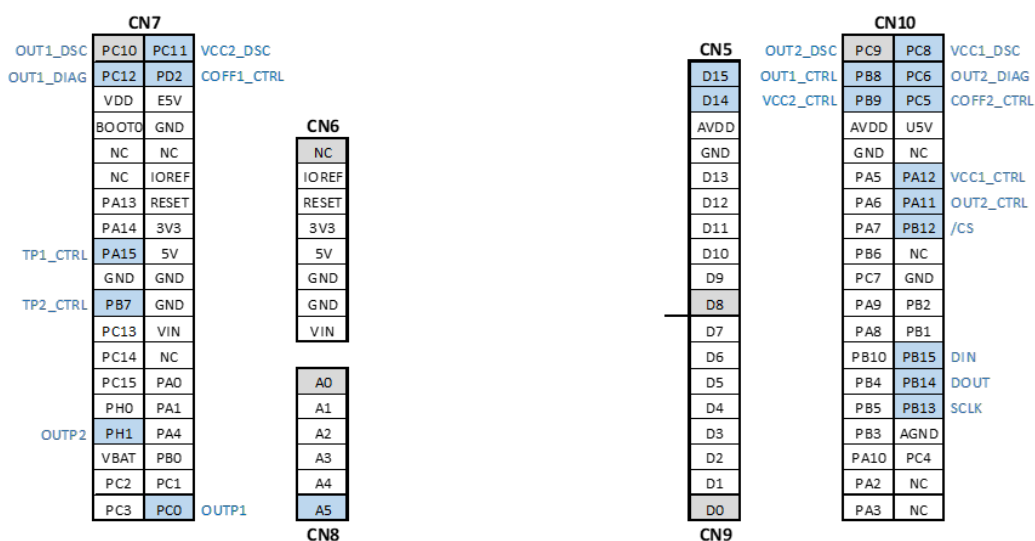 CN7
OUT1_DSC PC10 PC11 VCC2_DSC
OUT1_DIAG PC12 PD2 COFF1_CTRL
VDD E5V
BOOT0 GND
NC NC
NC IOREF
PA13 RESET
PA14 3V3
TP1_CTRL PA15 5V
GND GND
TP2_CTRL PB7 GND
PC13 VIN
PC14 NC
PC15 PA0
PH0 PA1
OUTP2 PH1 PA4
VBAT PB0
PC2 PC1
PC3 PC0 OUTP1
CN6
NC
IOREF
RESET
3V3
5V
GND
GND
VIN
A0
A1
A2
A3
A4
A5
CN8
CN5
D15
D14
AVDD
GND
D13
D12
D11
D10
D9
D8
D7
D6
D5
D4
D3
D2
D1
D0
CN9
CN10
OUT2_DSC PC9 PC8 VCC1_DSC
OUT1_CTRL PB8 PC6 OUT2_DIAG
VCC2_CTRL PB9 PC5 COFF2_CTRL
AVDD U5V
GND NC
PA5 PA12 VCC1_CTRL
PA6 PA11 OUT2_CTRL
PA7 PB12 /CS
PB6 NC
PC7 GND
PA9 PB2
PA8 PB1
PB10 PB15 DIN
PB4 PB14 DOUT
PB5 PB13 SCLK
PB3 AGND
PA10 PC4
PA2 NC
PA3 NC